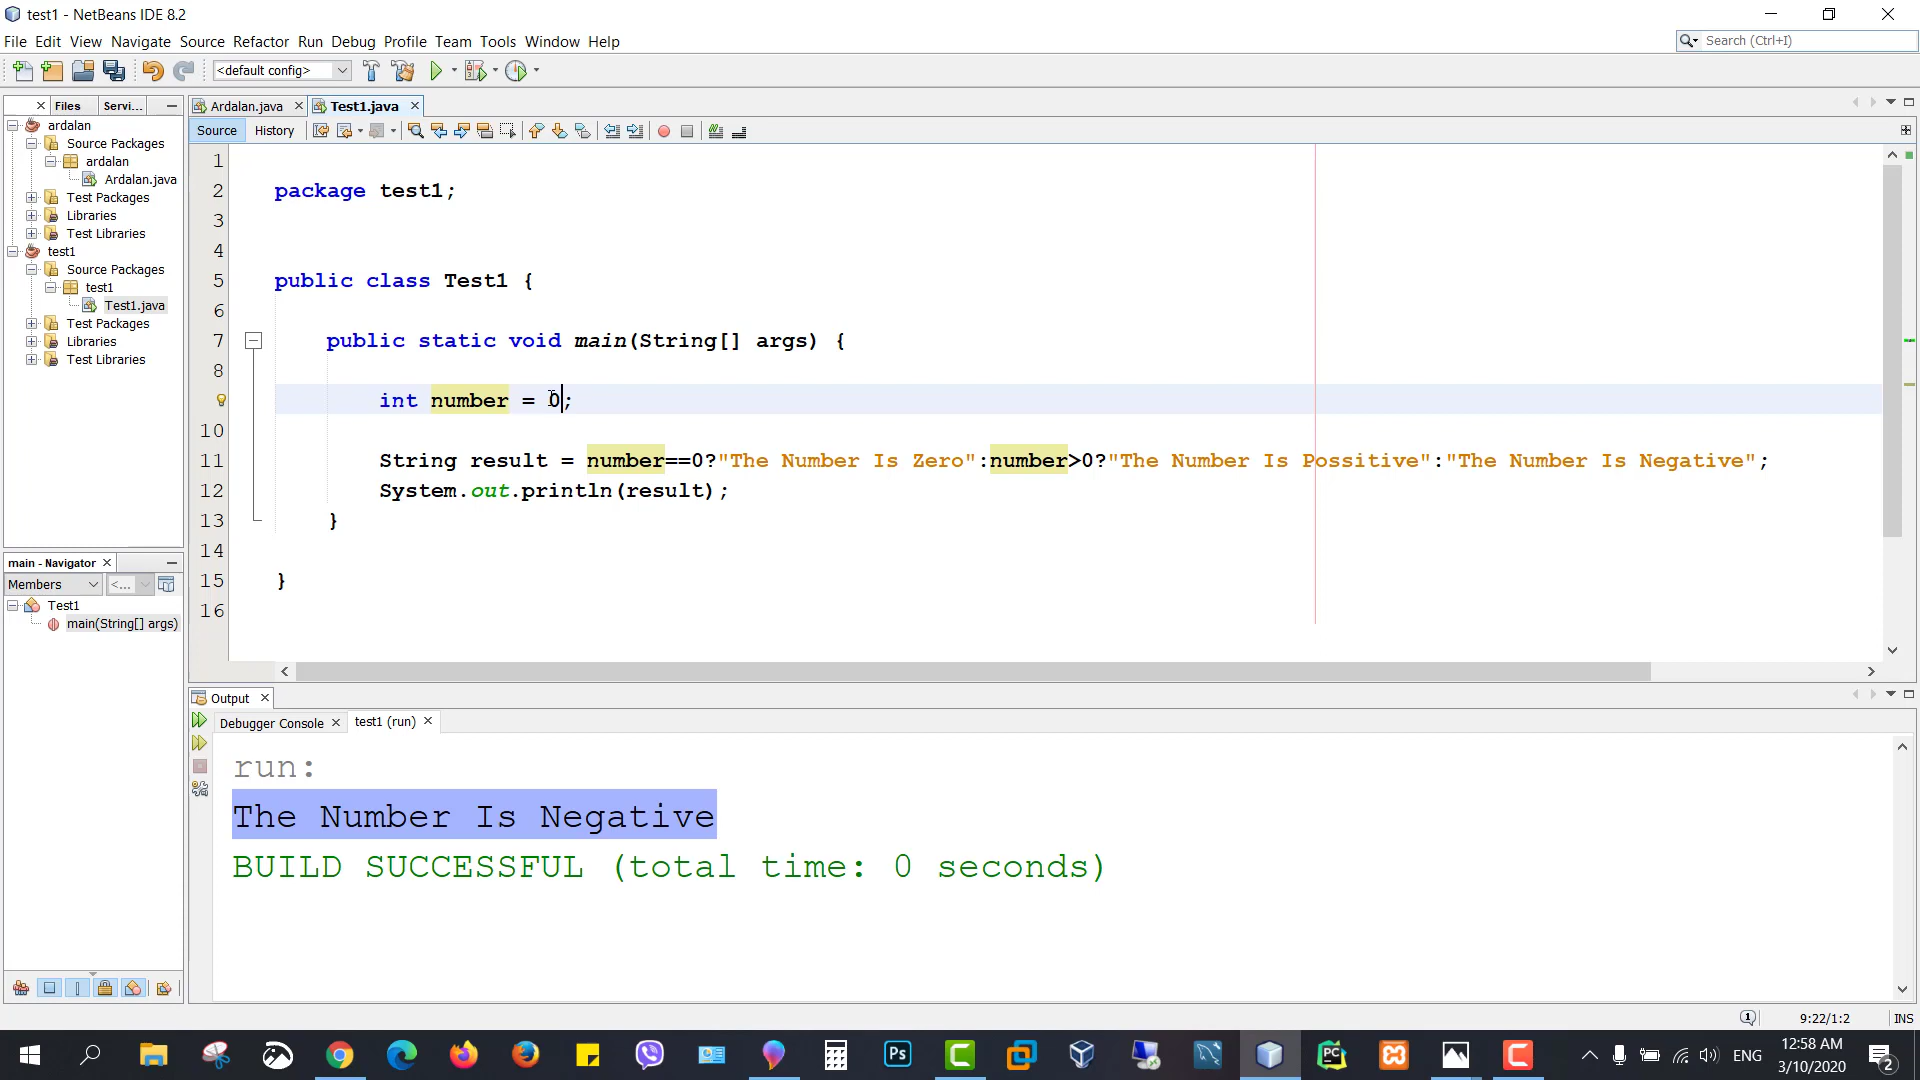 test1 - NetBeans IDE 8.2
File Edit View Navigate Source Refactor Run Debug Profile Team Tools Window Help
Search (Ctrl+I)
<default config>
Files Servi...
Ardalan.java Test1.java
Source History
ardalan
Source Packages
ardalan
Ardalan.java
Test Packages
Libraries
Test Libraries
test1
Source Packages
test1
Test1.java
Test Packages
Libraries
Test Libraries
1
2 package test1;
3
4
5 public class Test1 {
6
7 public static void main(String[] args) {
8
int number = 0;
10
11 String result = number==0?"The Number Is Zero":number>0?"The Number Is Possitive":"The Number Is Negative";
12 System.out.println(result);
13 }
14
15 }
16
main - Navigator
Members <...
Test1
main(String[] args)
Output
Debugger Console test1 (run)
run:
The Number Is Negative
BUILD SUCCESSFUL (total time: 0 seconds)
1 9:22/1:2 INS
Ps PC
ENG
12:58 AM
3/10/2020
2